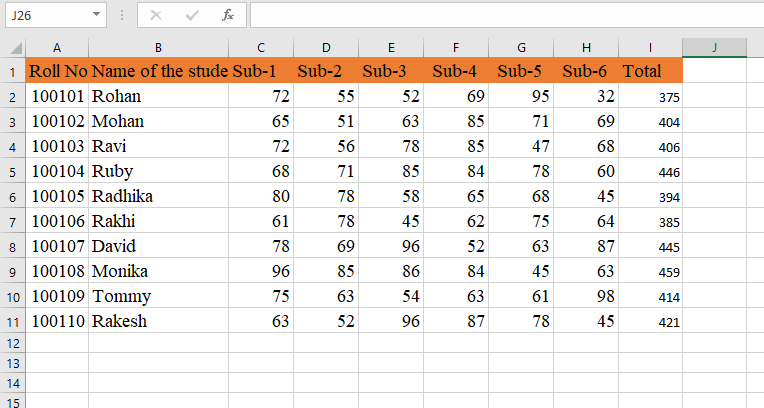 J26 fx
A B C D E F G H I J
1 Roll No Name of the stude Sub-1 Sub-2 Sub-3 Sub-4 Sub-5 Sub-6 Total
2 100101 Rohan 72 55 52 69 95 32 375
3 100102 Mohan 65 51 63 85 71 69 404
4 100103 Ravi 72 56 78 85 47 68 406
5 100104 Ruby 68 71 85 84 78 60 446
6 100105 Radhika 80 78 58 65 68 45 394
7 100106 Rakhi 61 78 45 62 75 64 385
8 100107 David 78 69 96 52 63 87 445
9 100108 Monika 96 85 86 84 45 63 459
10 100109 Tommy 75 63 54 63 61 98 414
11 100110 Rakesh 63 52 96 87 78 45 421
12
13
14
15